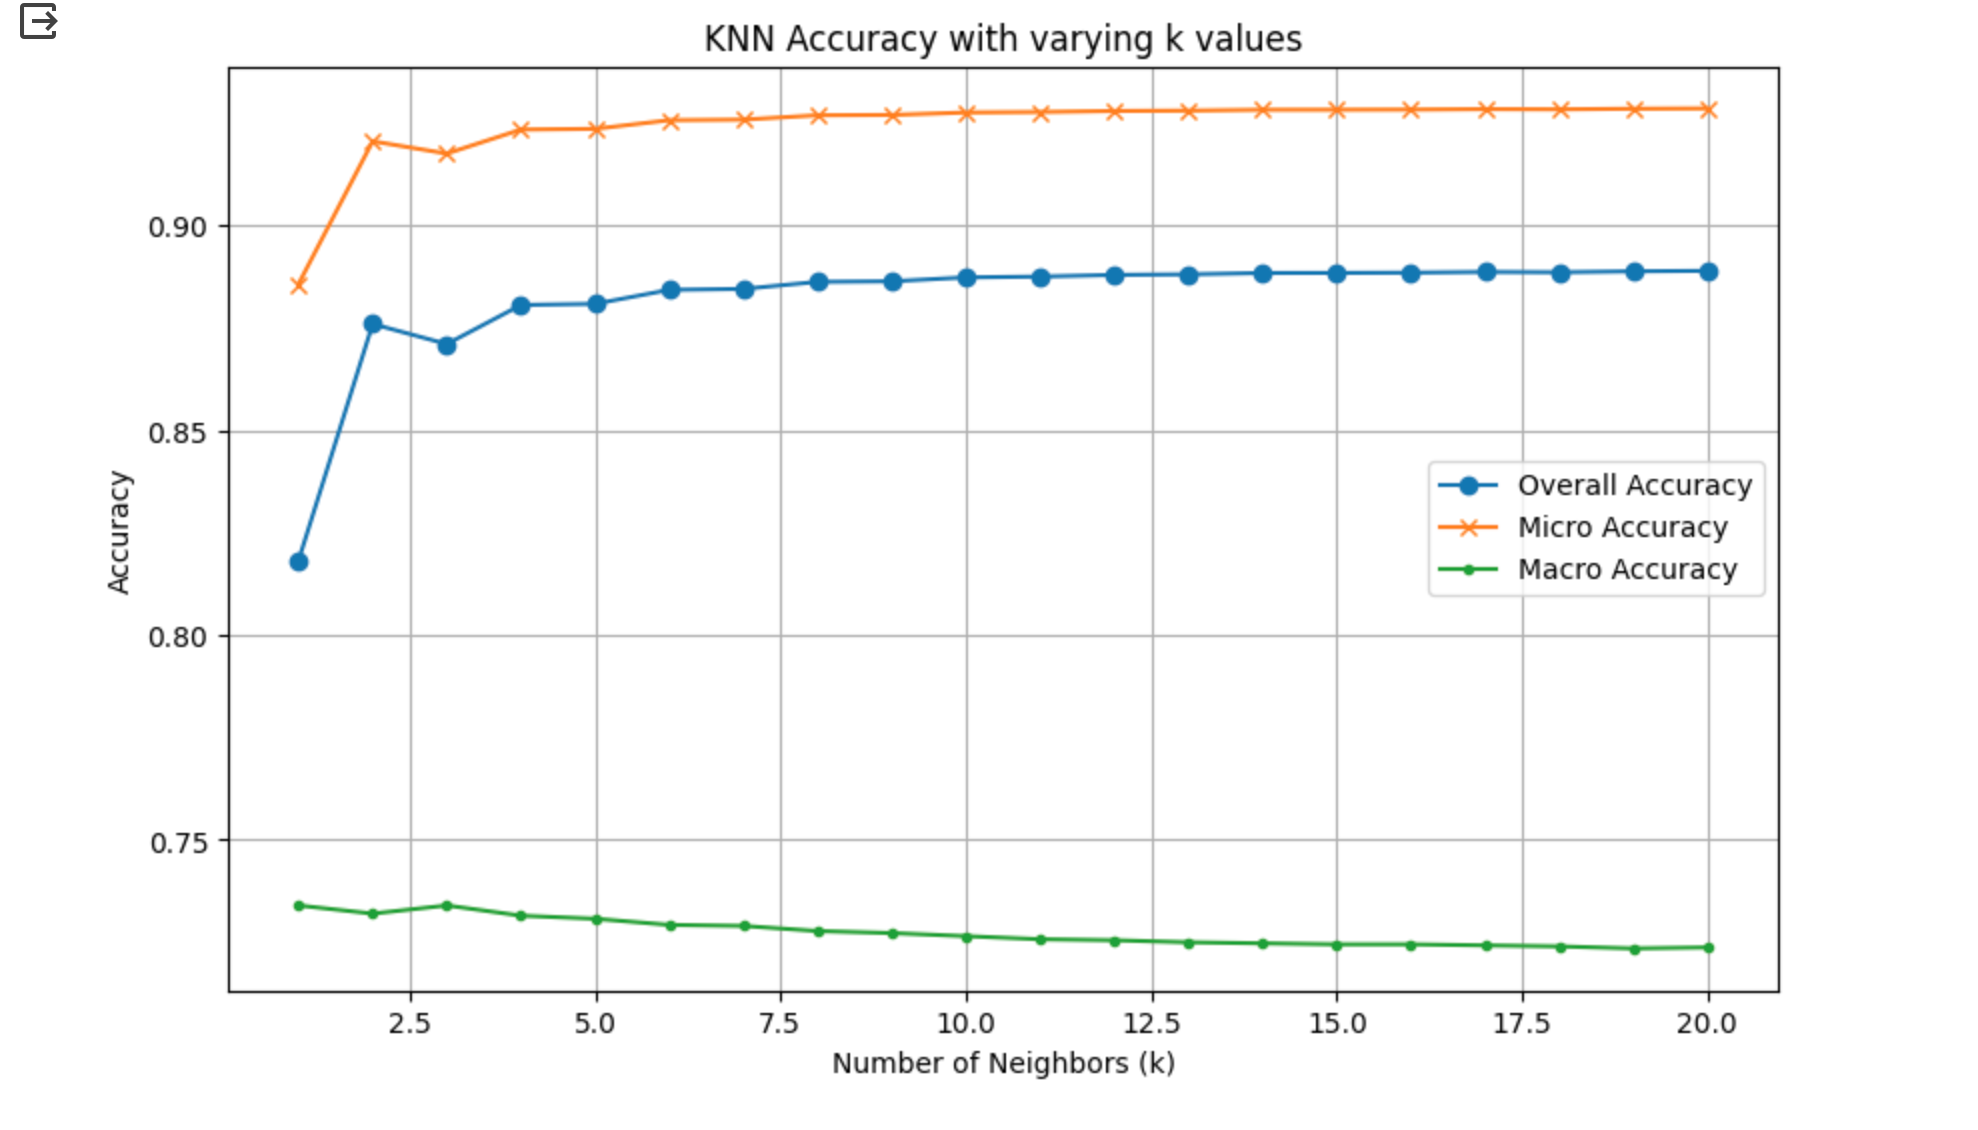 KNN Accuracy with varying k values
Accuracy
0.90
0.85
0.80
0.75
Overall Accuracy
Micro Accuracy
Macro Accuracy
2.5 5.0 7.5 10.0 12.5 15.0 17.5 20.0
Number of Neighbors (k)